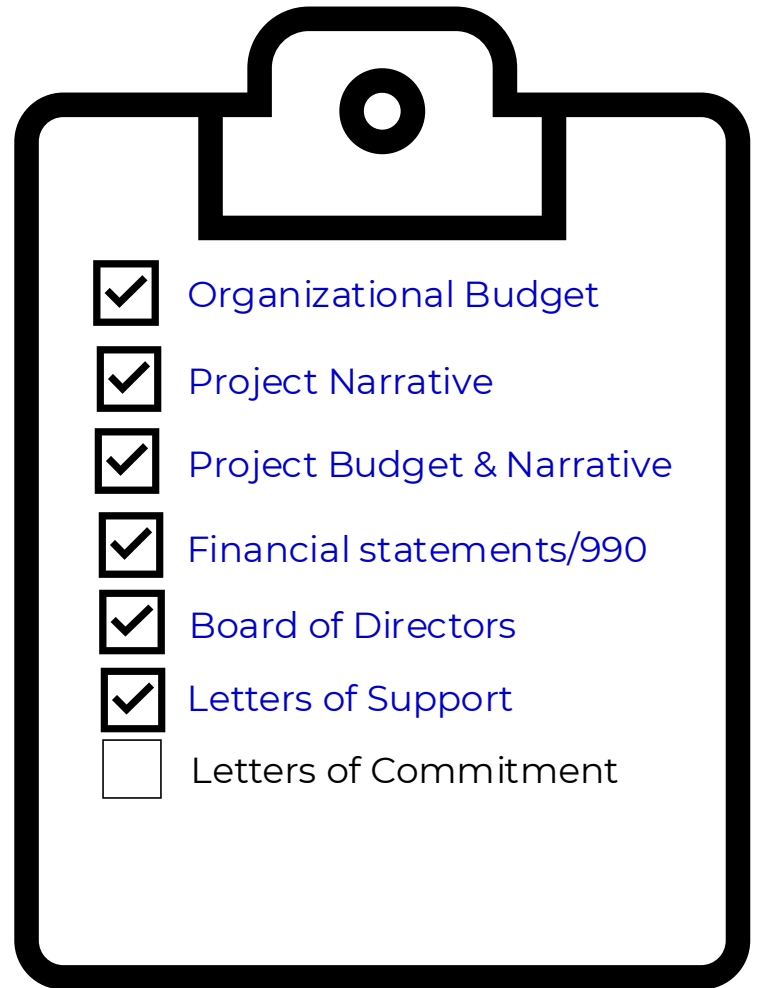 Organizational Budget
Project Narrative
Project Budget & Narrative
Financial statements/990
Board of Directors
Letters of Support
Letters of Commitment